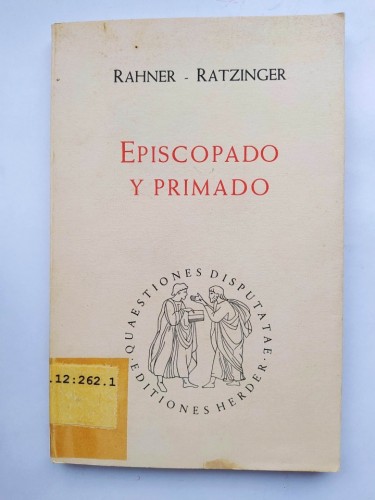 RAHNER - RATZINGER
EPISCOPADO
Y PRIMADO
· QUAESTIONES DISPUTATAE ·
EDITIONES HERDER
.12:262.1